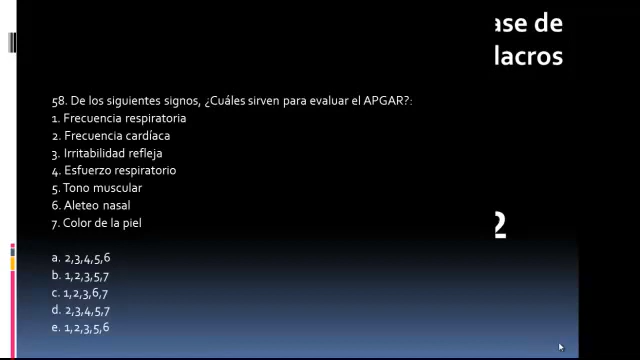 ase de
lacros
58. De los siguientes signos, ¿Cuáles sirven para evaluar el APGAR?:
1. Frecuencia respiratoria
2. Frecuencia cardíaca
3. Irritabilidad refleja
4. Esfuerzo respiratorio
5. Tono muscular
6. Aleteo nasal
7. Color de la piel
2
a. 2,3,4,5,6
b. 1,2,3,5,7
c. 1,2,3,6,7
d. 2,3,4,5,7
e. 1,2,3,5,6